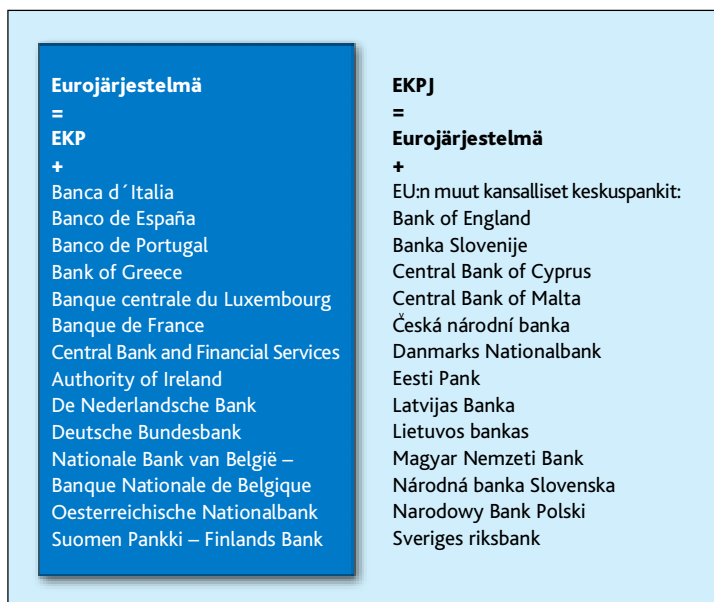 Eurojärjestelmä
=
EKP
+
Banca d´Italia
Banco de España
Banco de Portugal
Bank of Greece
Banque centrale du Luxembourg
Banque de France
Central Bank and Financial Services
Authority of Ireland
De Nederlandsche Bank
Deutsche Bundesbank
Nationale Bank van België –
Banque Nationale de Belgique
Oesterreichische Nationalbank
Suomen Pankki – Finlands Bank
EKPJ
=
Eurojärjestelmä
+
EU:n muut kansalliset keskuspankit:
Bank of England
Banka Slovenije
Central Bank of Cyprus
Central Bank of Malta
Česká národní banka
Danmarks Nationalbank
Eesti Pank
Latvijas Banka
Lietuvos bankas
Magyar Nemzeti Bank
Národná banka Slovenska
Narodowy Bank Polski
Sveriges riksbank